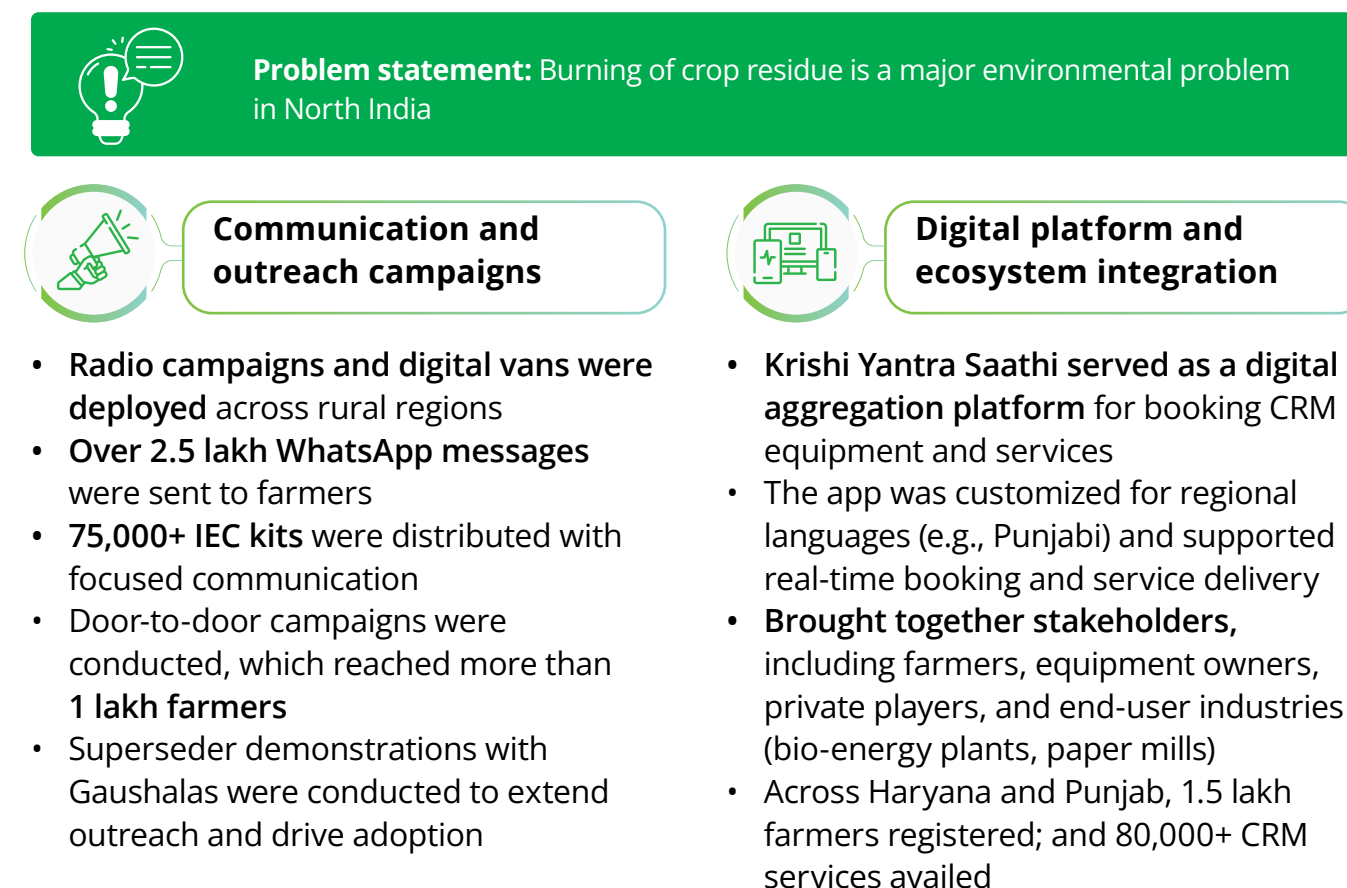 Problem statement: Burning of crop residue is a major environmental problem
in North India
Communication and
outreach campaigns
• Radio campaigns and digital vans were
deployed across rural regions
• Over 2.5 lakh WhatsApp messages
were sent to farmers
• 75,000+ IEC kits were distributed with
focused communication
• Door-to-door campaigns were
conducted, which reached more than
1 lakh farmers
• Superseder demonstrations with
Gaushalas were conducted to extend
outreach and drive adoption
Digital platform and
ecosystem integration
• Krishi Yantra Saathi served as a digital
aggregation platform for booking CRM
equipment and services
• The app was customized for regional
languages (e.g., Punjabi) and supported
real-time booking and service delivery
• Brought together stakeholders,
including farmers, equipment owners,
private players, and end-user industries
(bio-energy plants, paper mills)
• Across Haryana and Punjab, 1.5 lakh
farmers registered; and 80,000+ CRM
services availed